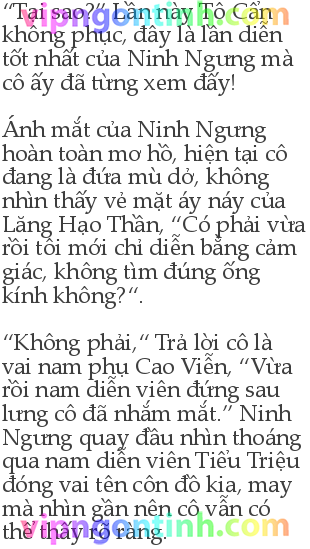 “Tại sao?” Lần này Tô Cẩn
không phục, đây là lần diễn
tốt nhất của Ninh Ngưng mà
cô ấy đã từng xem đấy!
Ánh mắt của Ninh Ngưng
hoàn toàn mơ hồ, hiện tại cô
đang là đứa mù dở, không
nhìn thấy vẻ mặt áy náy của
Lăng Hạo Thần, “Có phải vừa
rồi tôi mới chỉ diễn bằng cảm
giác, không tìm đúng ống
kính không?“.
“Không phải,“ Trả lời cô là
vai nam phụ Cao Viễn, “Vừa
rồi nam diễn viên đứng sau
lưng cô đã nhắm mắt.” Ninh
Ngưng quay đầu nhìn thoáng
qua nam diễn viên Tiểu Triệu
đóng vai tên côn đồ kia, may
mà nhìn gần nên cô vẫn có
thể thấy rõ ràng.
vipngontinh.com
vipngontinh.com